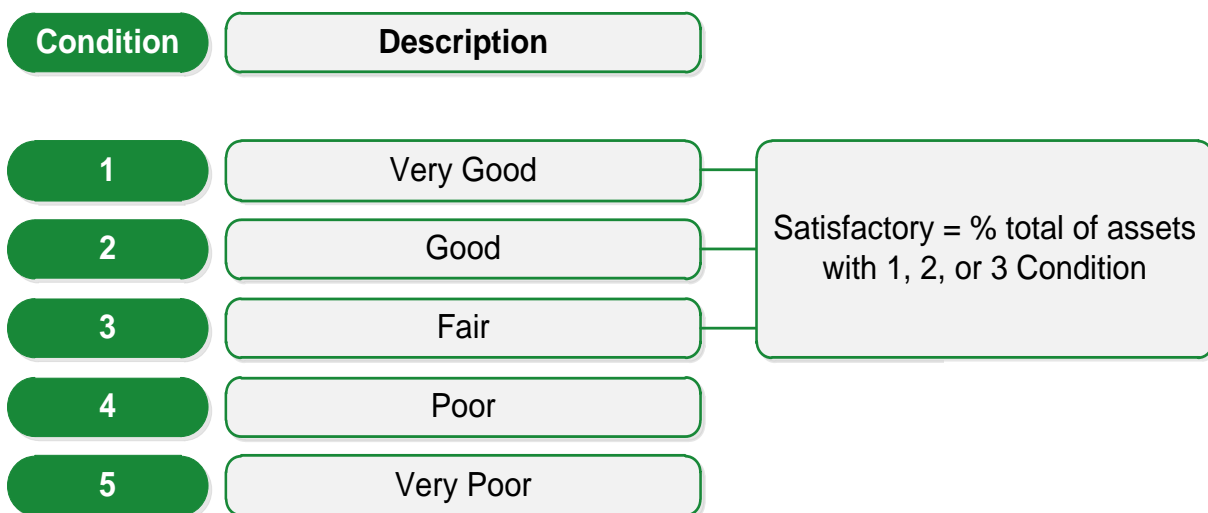 Condition Description
1 Very Good
2 Good
3 Fair
4 Poor
5 Very Poor
Satisfactory = % total of assets
with 1, 2, or 3 Condition